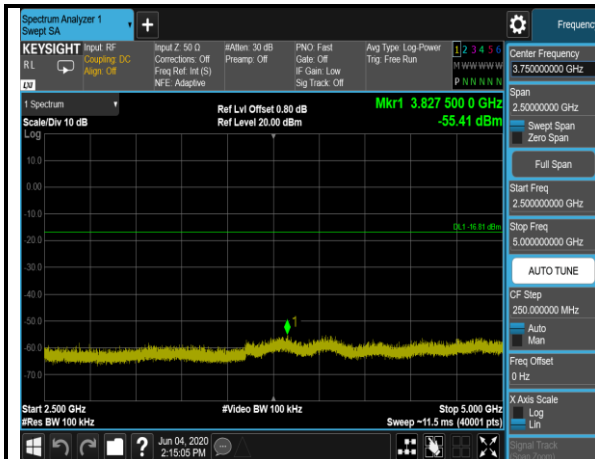 Spectrum Analyzer 1
Swept SA
+
Frequency
KEYSIGHT
RL
LXI
Input: RF
Coupling: DC
Align: Off
Input Z: 50 Ω
Corrections: Off
Freq Ref: Int (S)
NFE: Adaptive
#Atten: 30 dB
Preamp: Off
PNO: Fast
Gate: Off
IF Gain: Low
Sig Track: Off
Avg Type: Log-Power
Trig: Free Run
1 2 3 4 5 6
M W W W W W
P N N N N N
1 Spectrum
Scale/Div 10 dB
Log
Ref Lvl Offset 0.80 dB
Ref Level 20.00 dBm
Mkr1 3.827 500 0 GHz
-55.41 dBm
10.0
0.00
-10.0
-20.0
-30.0
-40.0
-50.0
-60.0
-70.0
DL1 -16.81 dBm
1
Start 2.500 GHz
#Res BW 100 kHz
#Video BW 100 kHz
Stop 5.000 GHz
Sweep ~11.5 ms (40001 pts)
?
Jun 04, 2020
2:15:05 PM
Center Frequency
3.750000000 GHz
Span
2.50000000 GHz
Swept Span
Zero Span
Full Span
Start Freq
2.500000000 GHz
Stop Freq
5.000000000 GHz
AUTO TUNE
CF Step
250.000000 MHz
Auto
Man
Freq Offset
0 Hz
X Axis Scale
Log
Lin
Signal Track
(Span Zoom)